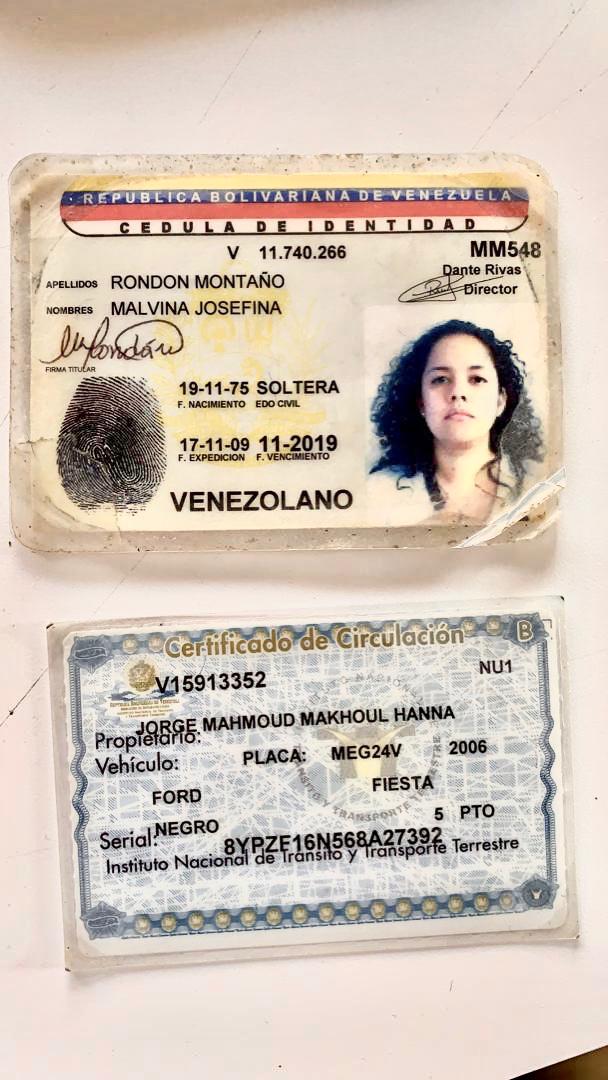 REPUBLICA BOLIVARIANA DE VENEZUELA
CEDULA DE IDENTIDAD
V 11.740.266 MM548
Dante Rivas
Director
APELLIDOS RONDON MONTAÑO
NOMBRES MALVINA JOSEFINA
FIRMA TITULAR
19-11-75 SOLTERA
F. NACIMIENTO EDO CIVIL
17-11-09 11-2019
F. EXPEDICION F. VENCIMIENTO
VENEZOLANO
Certificado de Circulación B
V15913352 NU1
JORGE MAHMOUD MAKHOUL HANNA
Propietario:
Vehículo: PLACA: MEG24V 2006
FORD FIESTA
5 PTO
Serial: NEGRO 8YPZF16N568A27392
Instituto Nacional de Tránsito y Transporte Terrestre